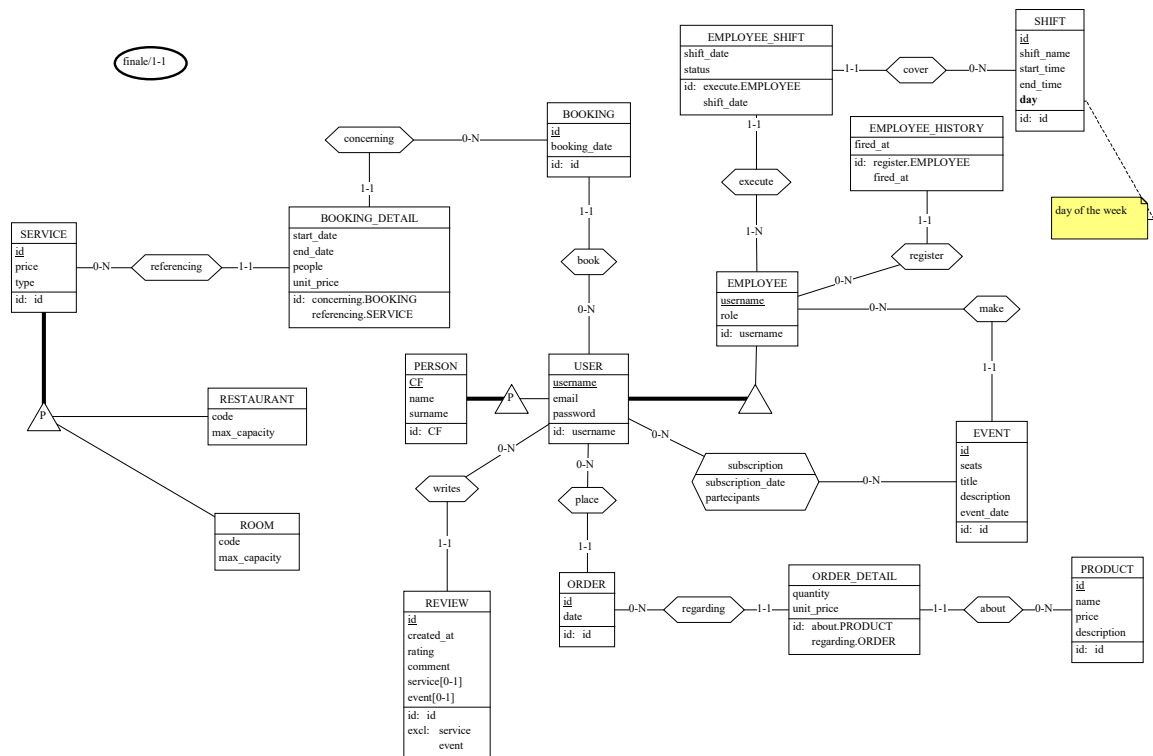 finale/1-1
EMPLOYEE_SHIFT
shift_date
status
id: execute.EMPLOYEE
shift_date
1-1
cover
0-N
SHIFT
id
shift_name
start_time
end_time
day
id: id
day of the week
concerning
0-N
1-1
BOOKING
id
booking_date
id: id
1-1
execute
1-N
EMPLOYEE_HISTORY
fired_at
id: register.EMPLOYEE
fired_at
1-1
register
0-N
SERVICE
id
price
type
id: id
0-N
referencing
1-1
BOOKING_DETAIL
start_date
end_date
people
unit_price
id: concerning.BOOKING
referencing.SERVICE
1-1
book
0-N
EMPLOYEE
username
role
id: username
0-N
make
1-1
P
RESTAURANT
code
max_capacity
ROOM
code
max_capacity
PERSON
CF
name
surname
id: CF
P
USER
username
email
password
id: username
0-N
writes
1-1
0-N
place
1-1
0-N
subscription
subscription_date
partecipants
0-N
EVENT
id
seats
title
description
event_date
id: id
REVIEW
id
created_at
rating
comment
service[0-1]
event[0-1]
id: id
excl: service
event
ORDER
id
date
id: id
0-N
regarding
1-1
ORDER_DETAIL
quantity
unit_price
id: about.PRODUCT
regarding.ORDER
1-1
about
0-N
PRODUCT
id
name
price
description
id: id